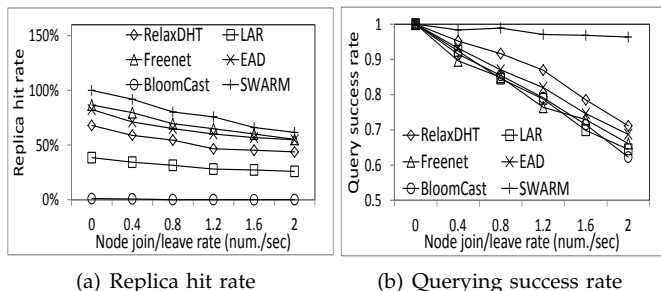 150%
100%
50%
0%
Replica hit rate
RelaxDHT
LAR
Freenet
EAD
BloomCast
SWARM
0 0.4 0.8 1.2 1.6 2
Node join/leave rate (num./sec)
(a) Replica hit rate
1
0.9
0.8
0.7
0.6
0.5
Query success rate
RelaxDHT
LAR
Freenet
EAD
BloomCast
SWARM
0 0.4 0.8 1.2 1.6 2
Node join/leave rate (num./sec)
(b) Querying success rate